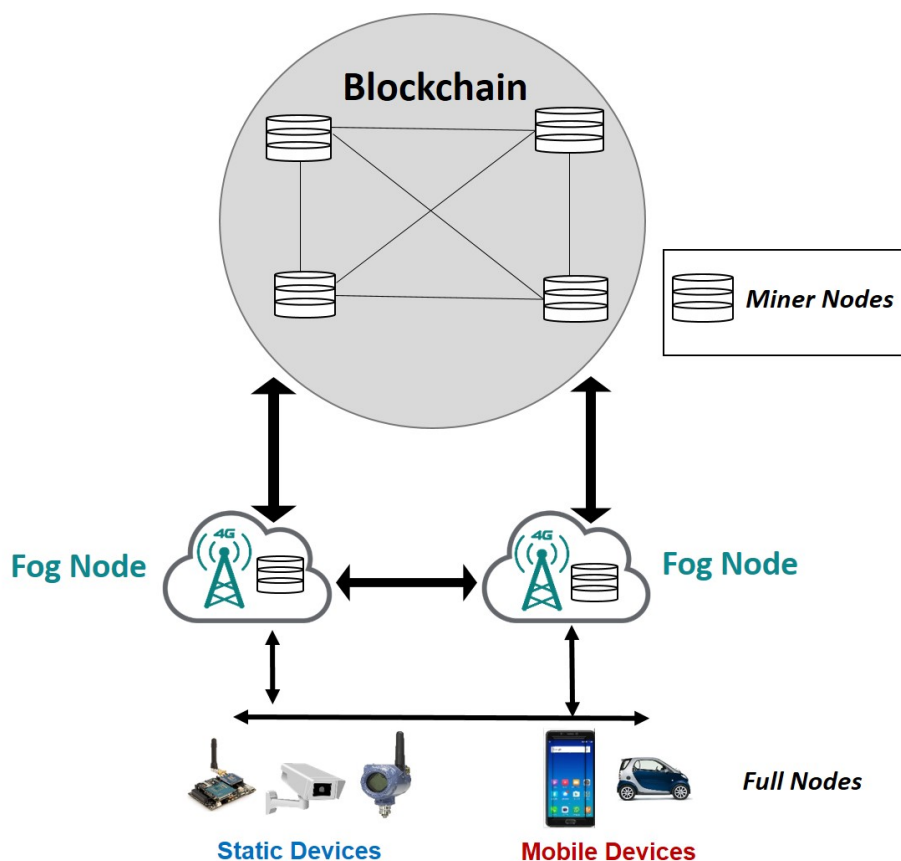 Blockchain
Miner Nodes
4G
4G
Fog Node
Fog Node
Full Nodes
Static Devices
Mobile Devices